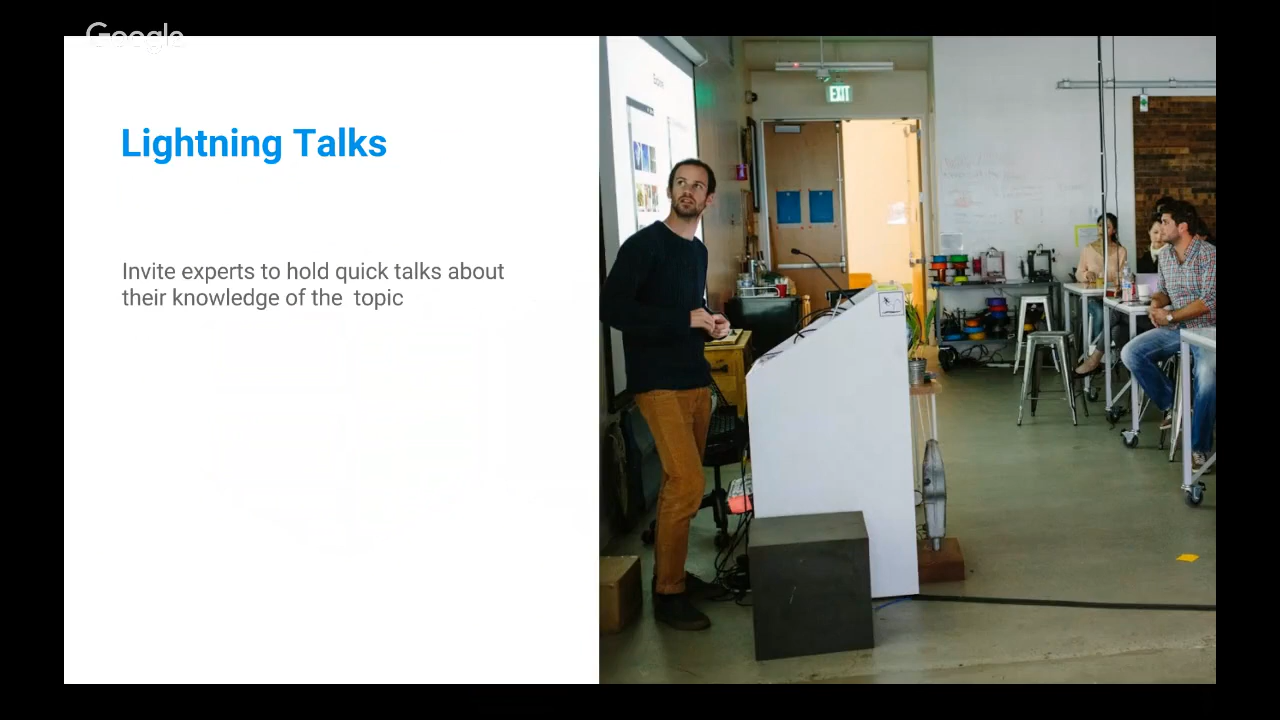 Google
Lightning Talks
Invite experts to hold quick talks about
their knowledge of the  topic
EXIT